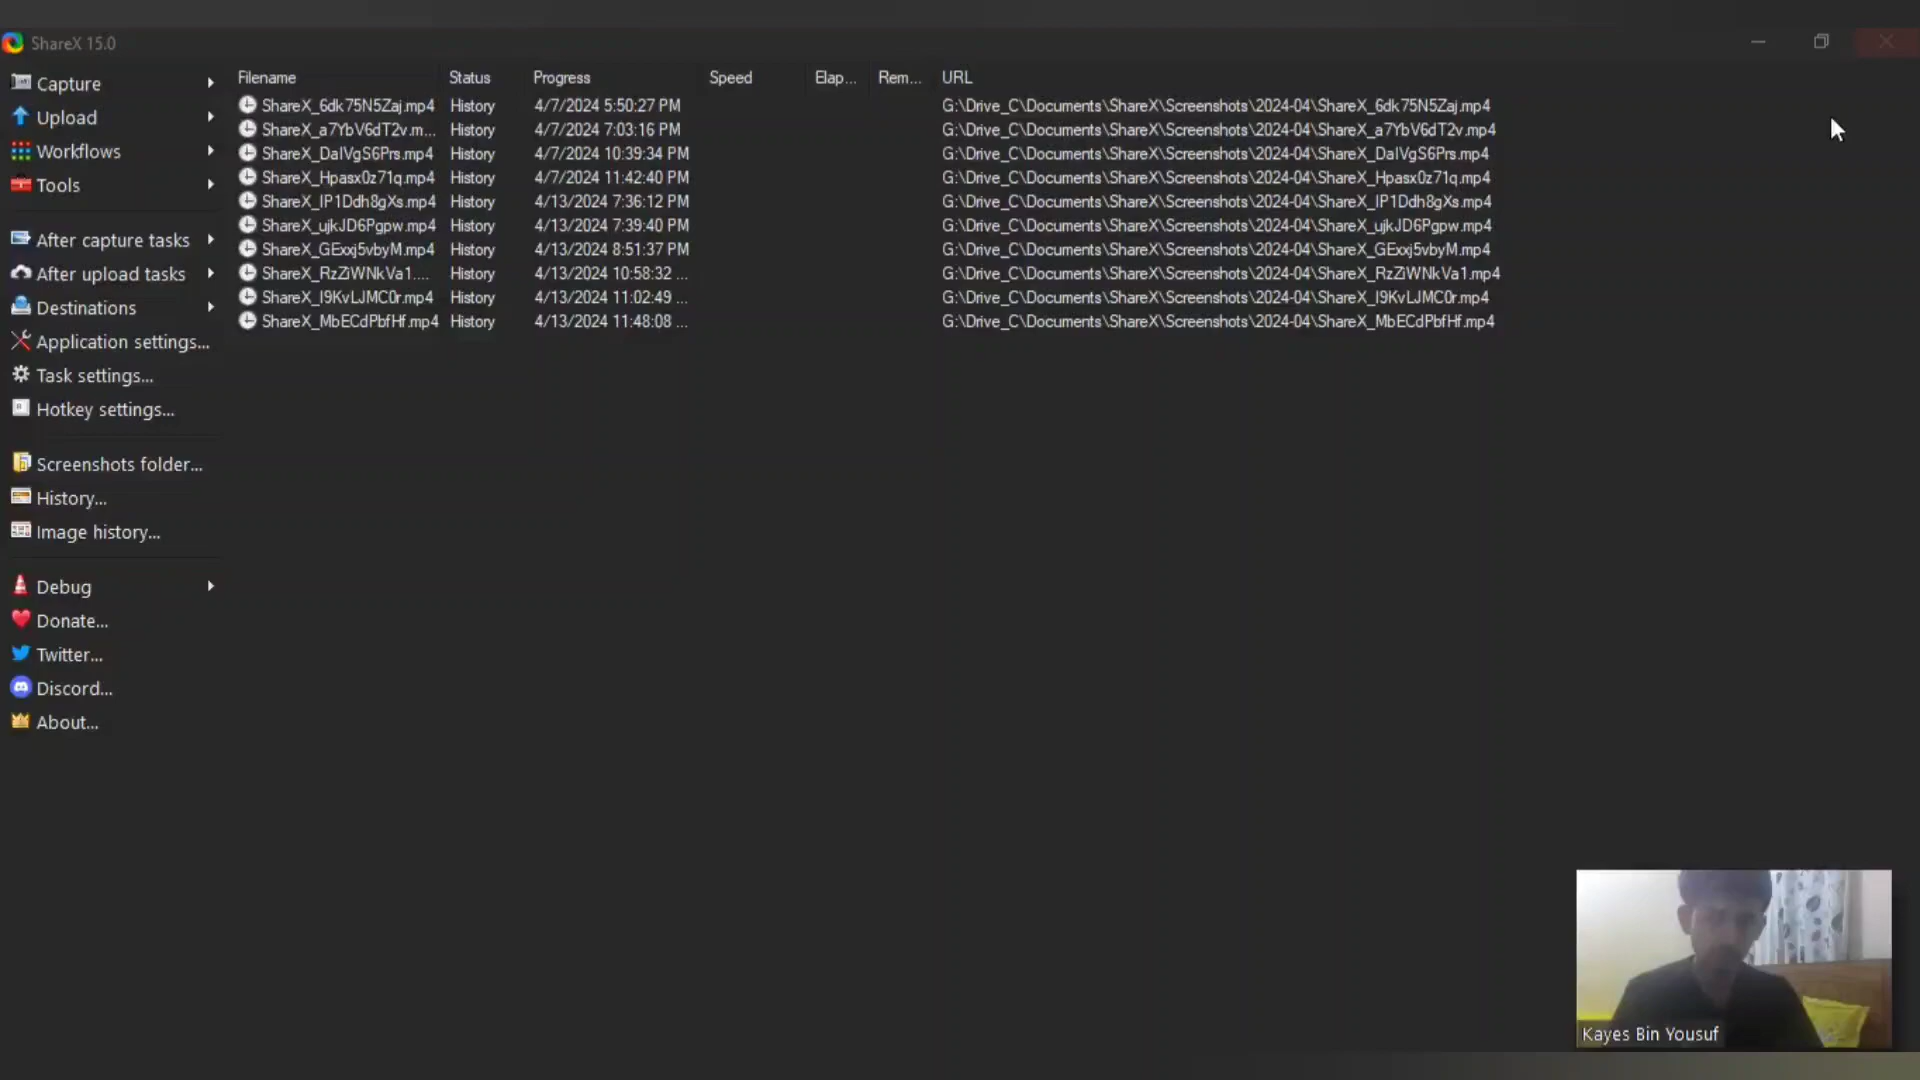 ShareX 15.0
Capture
Upload
Workflows
Tools
After capture tasks
After upload tasks
Destinations
Application settings...
Task settings...
Hotkey settings...
Screenshots folder...
History...
Image history...
Debug
Donate...
Twitter...
Discord...
About...
Filename Status Progress Speed Elap... Rem... URL
ShareX_6dk75N5Zaj.mp4 History 4/7/2024 5:50:27 PM G:\Drive_C\Documents\ShareX\Screenshots\2024-04\ShareX_6dk75N5Zaj.mp4
ShareX_a7YbV6dT2v.m... History 4/7/2024 7:03:16 PM G:\Drive_C\Documents\ShareX\Screenshots\2024-04\ShareX_a7YbV6dT2v.mp4
ShareX_DaIVgS6Prs.mp4 History 4/7/2024 10:39:34 PM G:\Drive_C\Documents\ShareX\Screenshots\2024-04\ShareX_DaIVgS6Prs.mp4
ShareX_Hpasx0z71q.mp4 History 4/7/2024 11:42:40 PM G:\Drive_C\Documents\ShareX\Screenshots\2024-04\ShareX_Hpasx0z71q.mp4
ShareX_IP1Ddh8gXs.mp4 History 4/13/2024 7:36:12 PM G:\Drive_C\Documents\ShareX\Screenshots\2024-04\ShareX_IP1Ddh8gXs.mp4
ShareX_ujkJD6Pgpw.mp4 History 4/13/2024 7:39:40 PM G:\Drive_C\Documents\ShareX\Screenshots\2024-04\ShareX_ujkJD6Pgpw.mp4
ShareX_GExxj5vbyM.mp4 History 4/13/2024 8:51:37 PM G:\Drive_C\Documents\ShareX\Screenshots\2024-04\ShareX_GExxj5vbyM.mp4
ShareX_RzZiWNkVa1.... History 4/13/2024 10:58:32 ... G:\Drive_C\Documents\ShareX\Screenshots\2024-04\ShareX_RzZiWNkVa1.mp4
ShareX_I9KvLJMC0r.mp4 History 4/13/2024 11:02:49 ... G:\Drive_C\Documents\ShareX\Screenshots\2024-04\ShareX_I9KvLJMC0r.mp4
ShareX_MbECdPbfHf.mp4 History 4/13/2024 11:48:08 ... G:\Drive_C\Documents\ShareX\Screenshots\2024-04\ShareX_MbECdPbfHf.mp4
Kayes Bin Yousuf